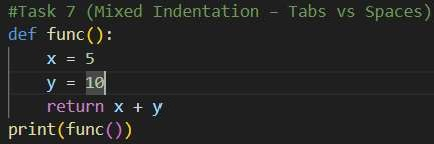 #Task 7 (Mixed Indentation – Tabs vs Spaces)
def func():
    x = 5
    y = 10
    return x + y
print(func())